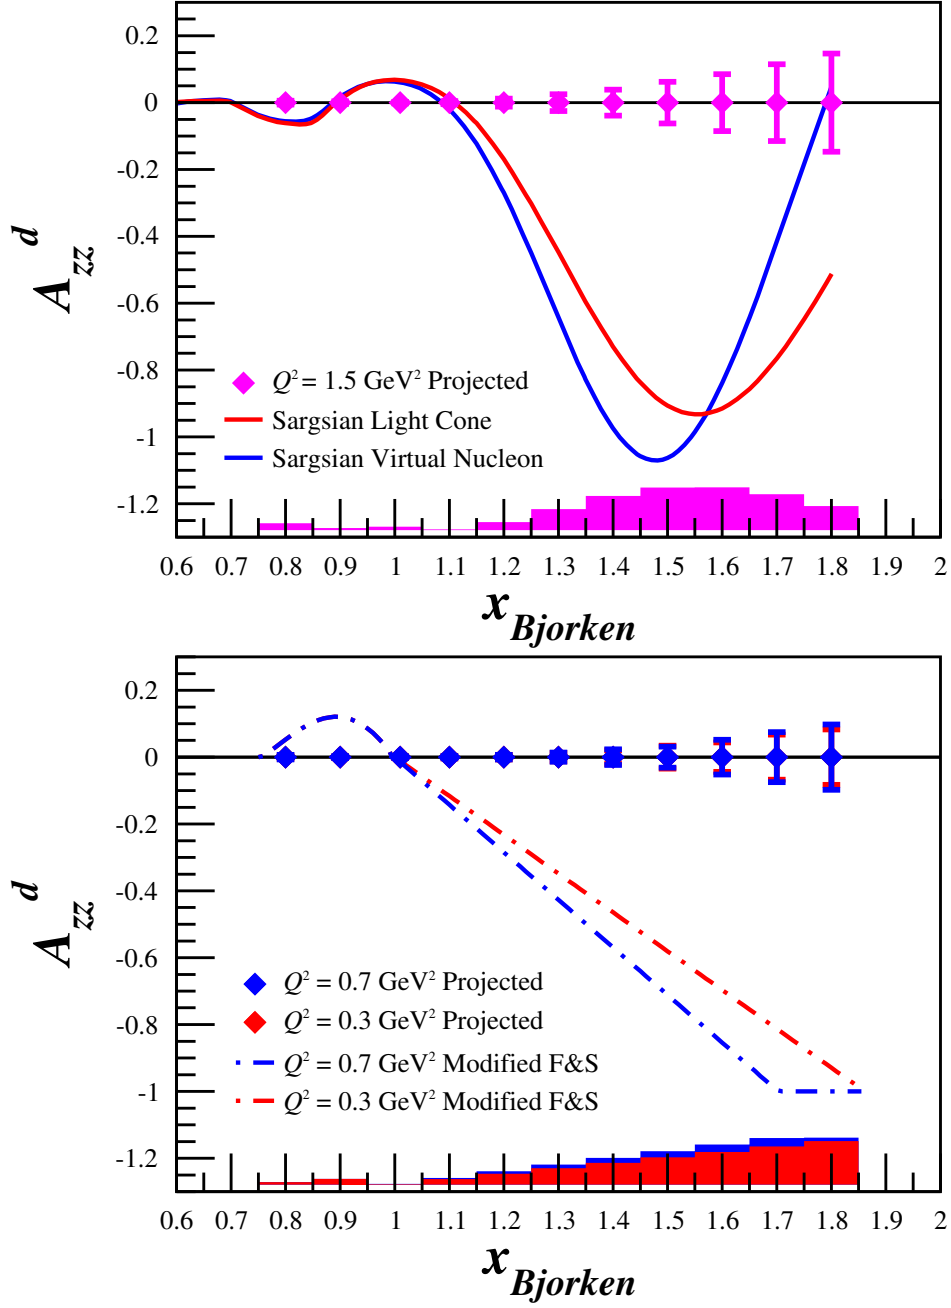 0.2
0
-0.2
-0.4
-0.6
-0.8
-1
-1.2
A_zz^d
Q² = 1.5 GeV² Projected
Sargsian Light Cone
Sargsian Virtual Nucleon
0.6 0.7 0.8 0.9 1 1.1 1.2 1.3 1.4 1.5 1.6 1.7 1.8 1.9 2
x_Bjorken
0.2
0
-0.2
-0.4
-0.6
-0.8
-1
-1.2
A_zz^d
Q² = 0.7 GeV² Projected
Q² = 0.3 GeV² Projected
Q² = 0.7 GeV² Modified F&S
Q² = 0.3 GeV² Modified F&S
0.6 0.7 0.8 0.9 1 1.1 1.2 1.3 1.4 1.5 1.6 1.7 1.8 1.9 2
x_Bjorken